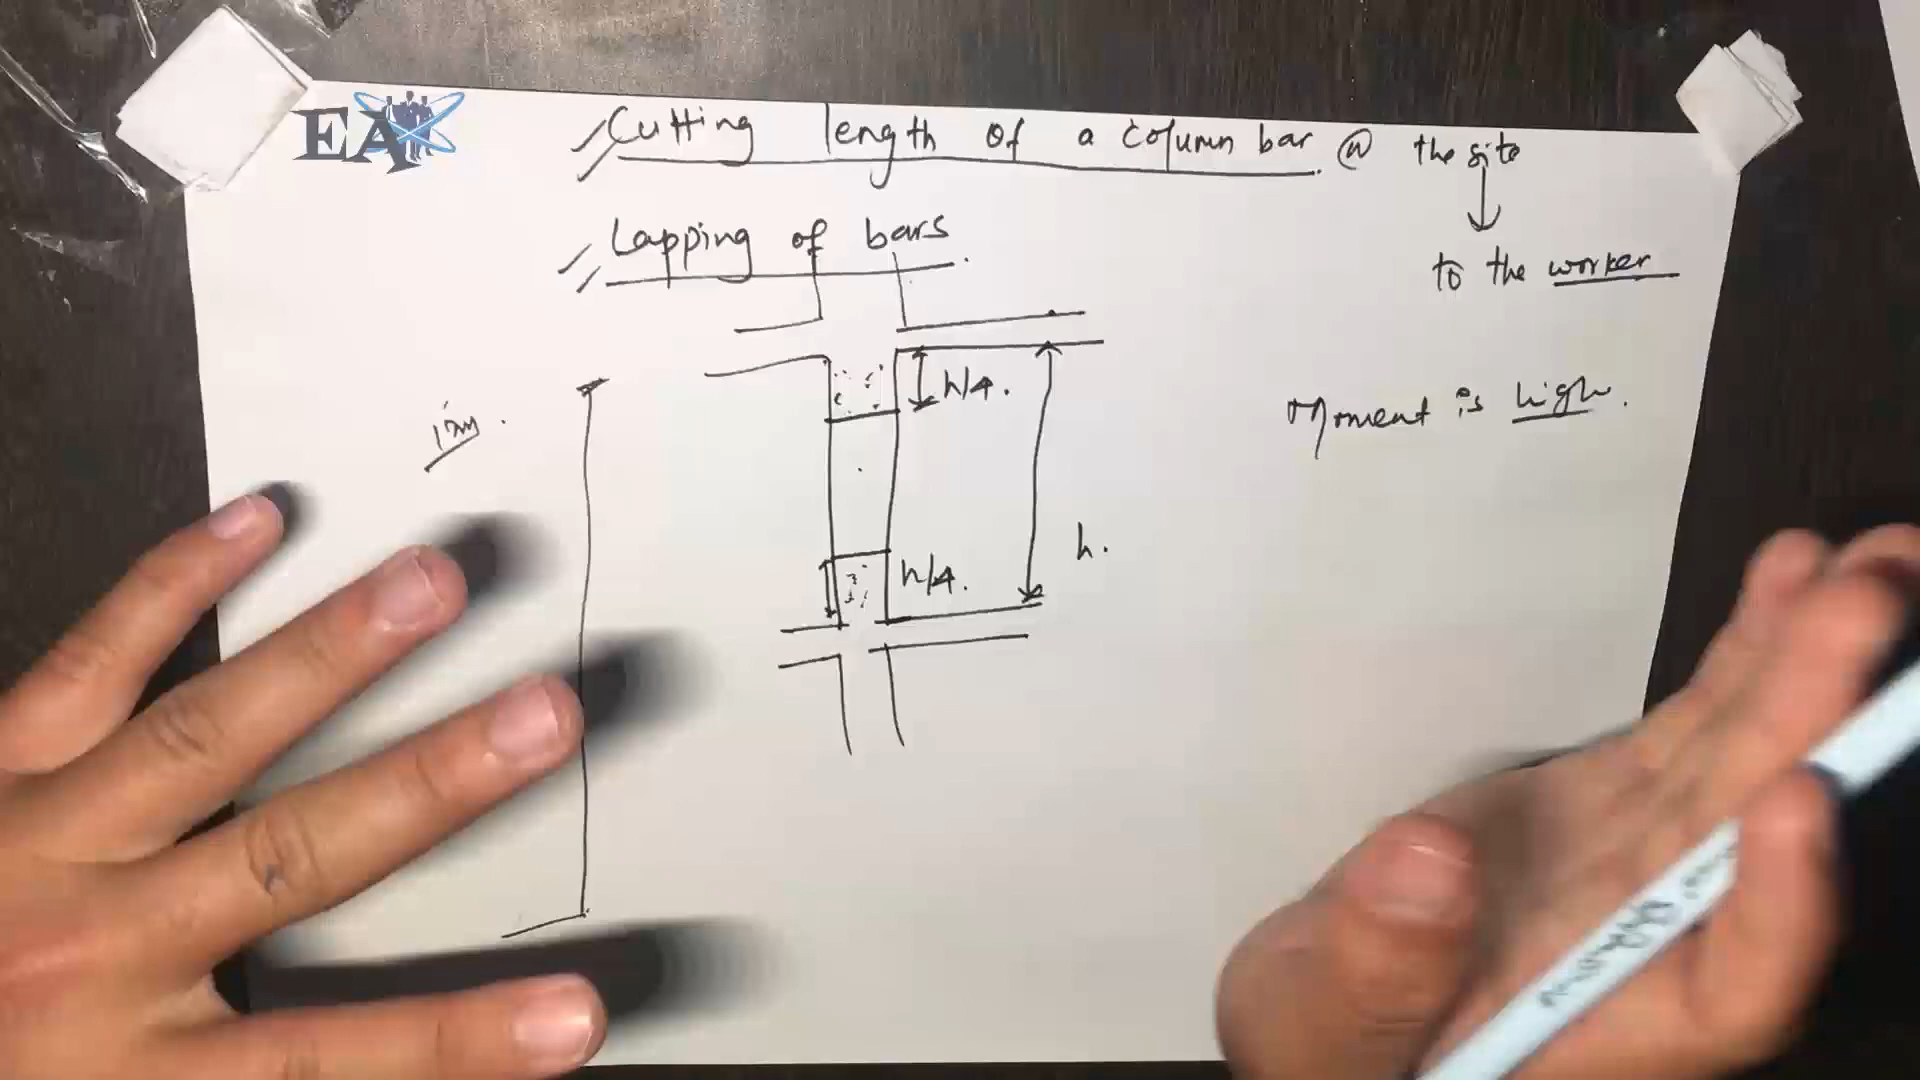 EA
Cutting length of a column bar @ the site
to the worker
Lapping of bars.
h/4.
Moment is high.
h.
h/4.